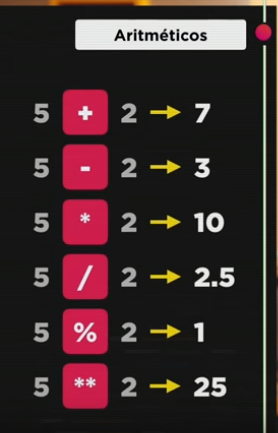 Aritméticos
5 + 2 → 7
5 - 2 → 3
5 * 2 → 10
5 / 2 → 2.5
5 % 2 → 1
5 ** 2 → 25